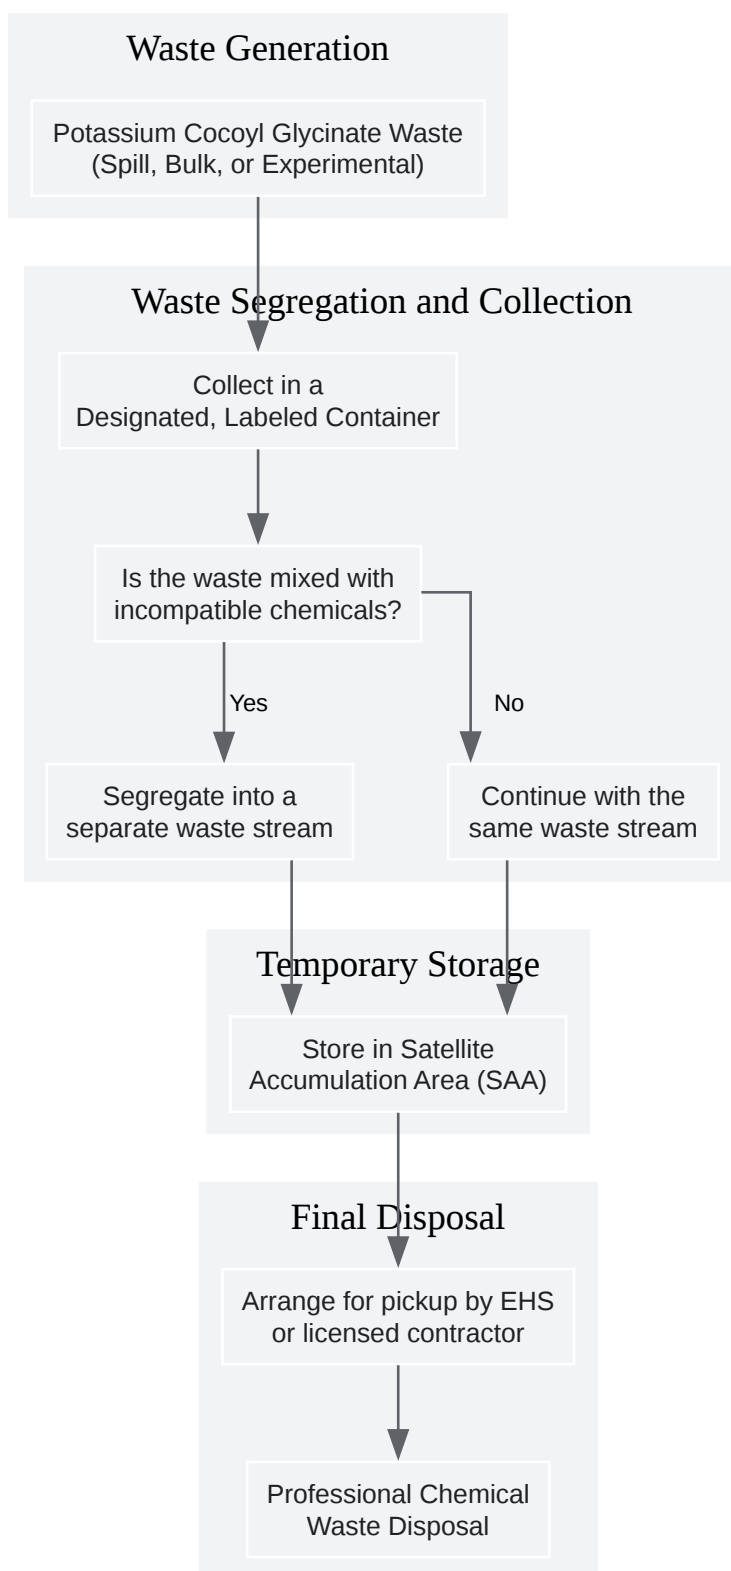 Waste Generation
Potassium Cocoyl Glycinate Waste
(Spill, Bulk, or Experimental)
Waste Segregation and Collection
Collect in a
Designated, Labeled Container
Is the waste mixed with
incompatible chemicals?
Yes
No
Segregate into a
separate waste stream
Continue with the
same waste stream
Temporary Storage
Store in Satellite
Accumulation Area (SAA)
Final Disposal
Arrange for pickup by EHS
or licensed contractor
Professional Chemical
Waste Disposal